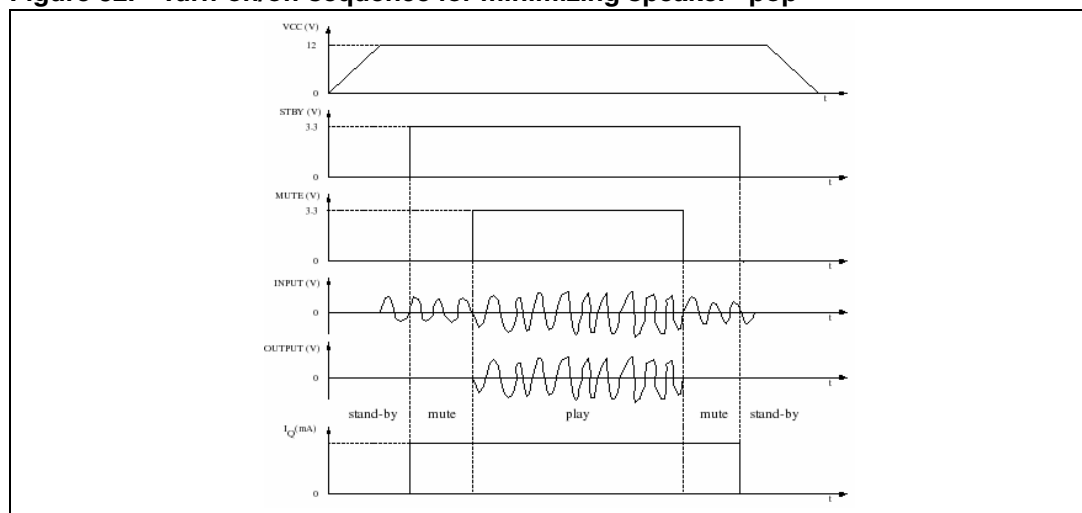 VCC (V)
12
0
t
STBY (V)
3.3
0
t
MUTE (V)
3.3
0
t
INPUT (V)
0
t
OUTPUT (V)
0
t
stand-by mute play mute stand-by
IQ(mA)
0
t